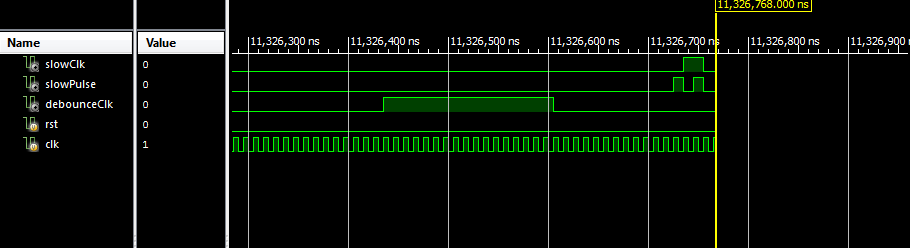 11,326,768.000 ns
Name Value
11,326,300 ns 11,326,400 ns 11,326,500 ns 11,326,600 ns 11,326,700 ns 11,326,800 ns 11,326,900 ns
slowClk 0
slowPulse 0
debounceClk 0
rst 0
clk 1